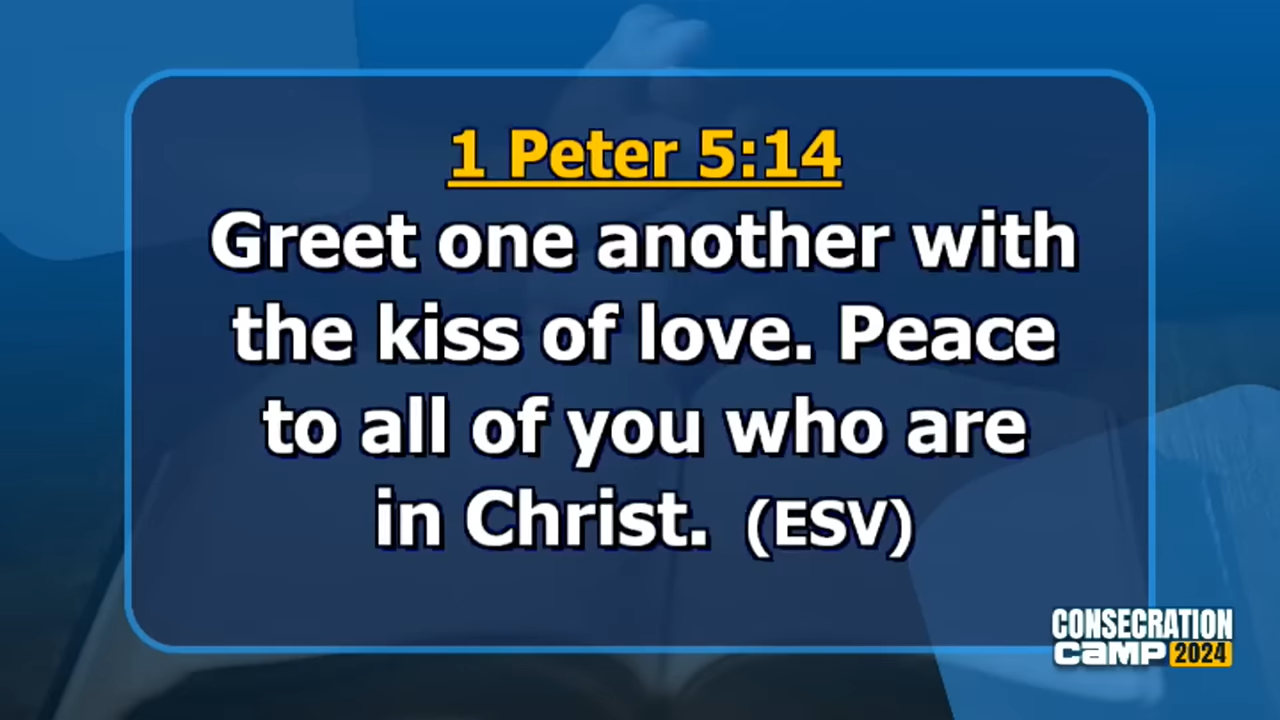 1 Peter 5:14
Greet one another with
the kiss of love. Peace
to all of you who are
in Christ. (ESV)
CONSECRATION
CAMP 2024